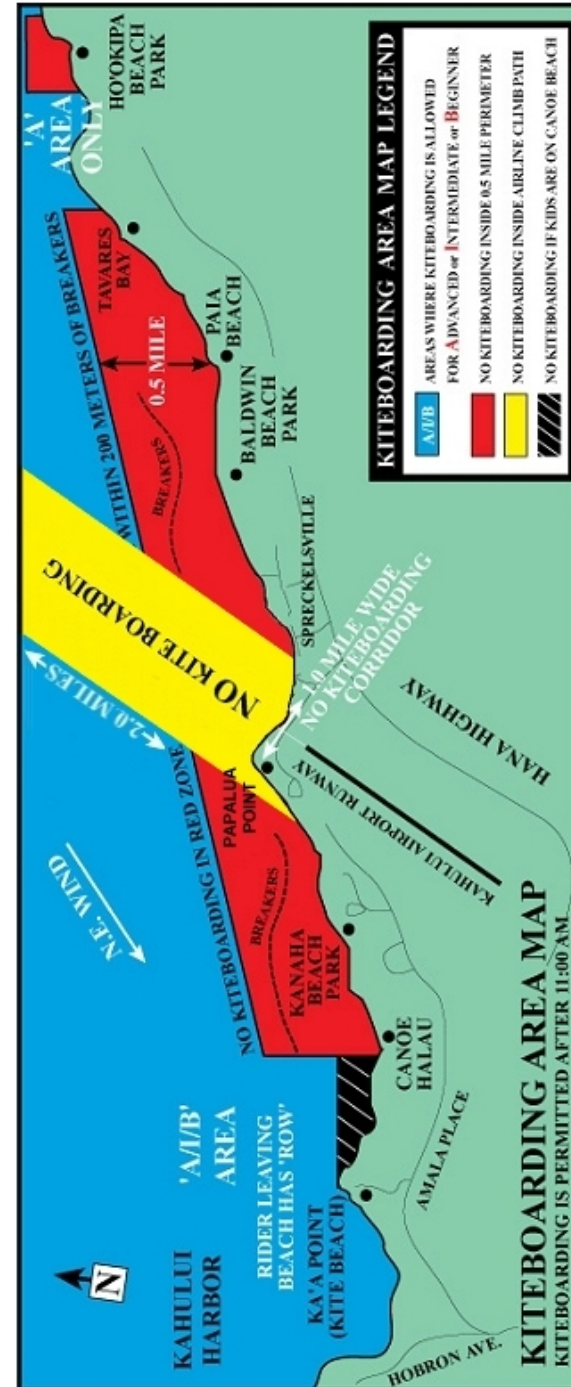 KAHULUI
HARBOR
'A/I/B'
AREA
RIDER LEAVING
BEACH HAS 'ROW'
KA'A POINT
(KITE BEACH)
N
N.E. WIND
NO KITEBOARDING IN RED ZONE
WITHIN 200 METERS OF BREAKERS
2.0 MILES
NO KITE BOARDING
'A'
AREA
ONLY
HO'OKIPA
BEACH
PARK
TAVARES
BAY
0.5 MILE
PAIA
BEACH
BREAKERS
BALDWIN
BEACH
PARK
SPRECKELSVILLE
1.0 MILE WIDE
NO KITEBOARDING
CORRIDOR
PAPALUA
POINT
BREAKERS
KANAHA
BEACH
PARK
CANOE
HALAU
AMALA PLACE
HOBRON AVE.
KAHULUI AIRPORT RUNWAY
HANA HIGHWAY
KITEBOARDING AREA MAP
KITEBOARDING IS PERMITTED AFTER 11:00 AM
KITEBOARDING AREA MAP LEGEND
A/I/B
AREAS WHERE KITEBOARDING IS ALLOWED
FOR ADVANCED or INTERMEDIATE or BEGINNER
NO KITEBOARDING INSIDE 0.5 MILE PERIMETER
NO KITEBOARDING INSIDE AIRLINE CLIMB PATH
NO KITEBOARDING IF KIDS ARE ON CANOE BEACH